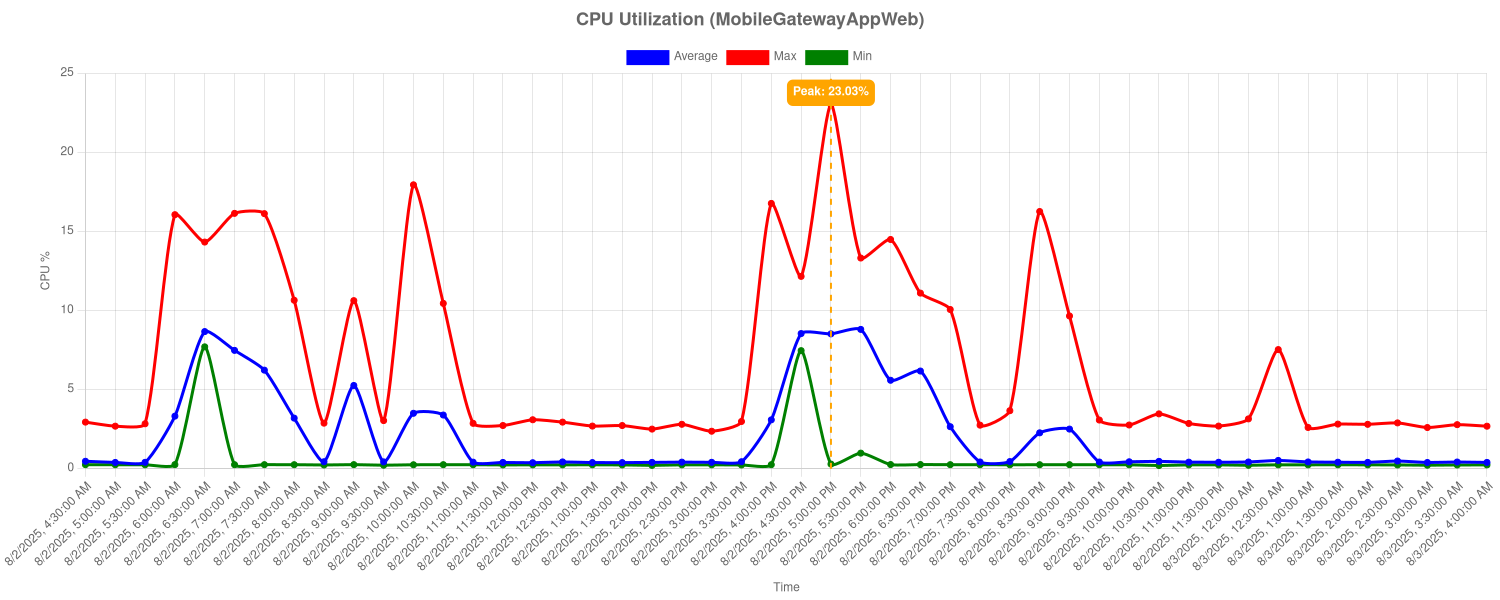 CPU Utilization (MobileGatewayAppWeb)
Average Max Min
Peak: 23.03%
25
20
15
10
5
0
CPU %
8/2/2025, 4:30:00 AM
8/2/2025, 5:00:00 AM
8/2/2025, 5:30:00 AM
8/2/2025, 6:00:00 AM
8/2/2025, 6:30:00 AM
8/2/2025, 7:00:00 AM
8/2/2025, 7:30:00 AM
8/2/2025, 8:00:00 AM
8/2/2025, 8:30:00 AM
8/2/2025, 9:00:00 AM
8/2/2025, 9:30:00 AM
8/2/2025, 10:00:00 AM
8/2/2025, 10:30:00 AM
8/2/2025, 11:00:00 AM
8/2/2025, 11:30:00 AM
8/2/2025, 12:00:00 PM
8/2/2025, 12:30:00 PM
8/2/2025, 1:00:00 PM
8/2/2025, 1:30:00 PM
8/2/2025, 2:00:00 PM
8/2/2025, 2:30:00 PM
8/2/2025, 3:00:00 PM
8/2/2025, 3:30:00 PM
8/2/2025, 4:00:00 PM
8/2/2025, 4:30:00 PM
8/2/2025, 5:00:00 PM
8/2/2025, 5:30:00 PM
8/2/2025, 6:00:00 PM
8/2/2025, 6:30:00 PM
8/2/2025, 7:00:00 PM
8/2/2025, 7:30:00 PM
8/2/2025, 8:00:00 PM
8/2/2025, 8:30:00 PM
8/2/2025, 9:00:00 PM
8/2/2025, 9:30:00 PM
8/2/2025, 10:00:00 PM
8/2/2025, 10:30:00 PM
8/2/2025, 11:00:00 PM
8/2/2025, 11:30:00 PM
8/3/2025, 12:00:00 AM
8/3/2025, 12:30:00 AM
8/3/2025, 1:00:00 AM
8/3/2025, 1:30:00 AM
8/3/2025, 2:00:00 AM
8/3/2025, 2:30:00 AM
8/3/2025, 3:00:00 AM
8/3/2025, 3:30:00 AM
8/3/2025, 4:00:00 AM
Time